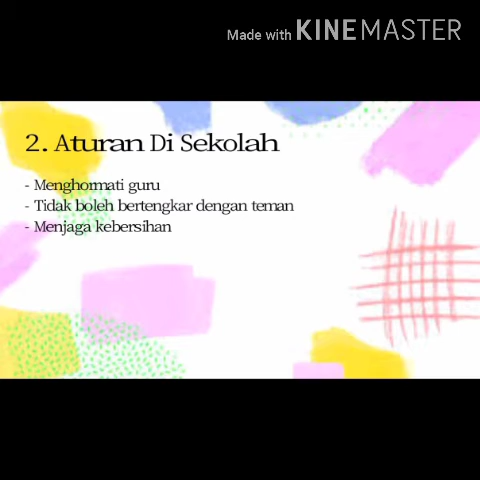 Made with KINEMASTER
2. Aturan Di Sekolah
- Menghormati guru
- Tidak boleh bertengkar dengan teman
- Menjaga kebersihan